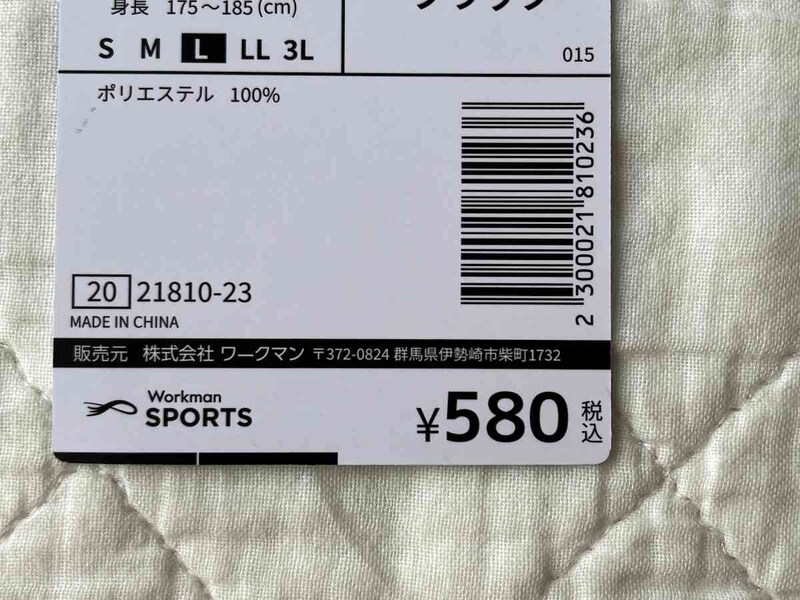 身長 175～185(cm)
S M L LL 3L
015
ポリエステル 100%
2 300021 810236
20 21810-23
MADE IN CHINA
販売元 株式会社 ワークマン 〒372-0824 群馬県伊勢崎市柴町1732
Workman
SPORTS
¥580 税込